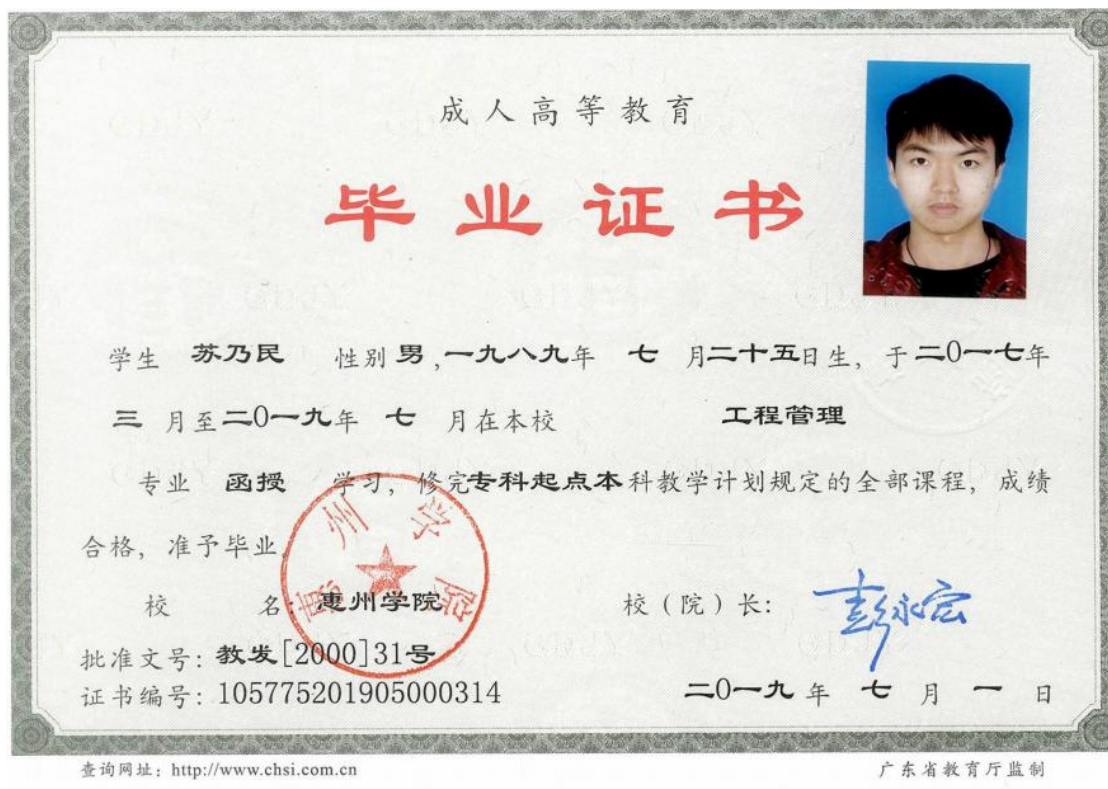 成人高等教育
毕业证书
学生 苏乃民 性别 男,一九八九年 七 月二十五日生, 于二0一七年
三 月至二0一九年 七 月在本校 工程管理
专业 函授 学习, 修完专科起点本科教学计划规定的全部课程, 成绩
合格, 准予毕业。
校 名: 惠州学院 校(院)长: 彭永宏
批准文号: 教发[2000]31号
证书编号: 105775201905000314 二0一九 年 七 月 一 日
惠州学院
查询网址: http://www.chsi.com.cn 广东省教育厅监制